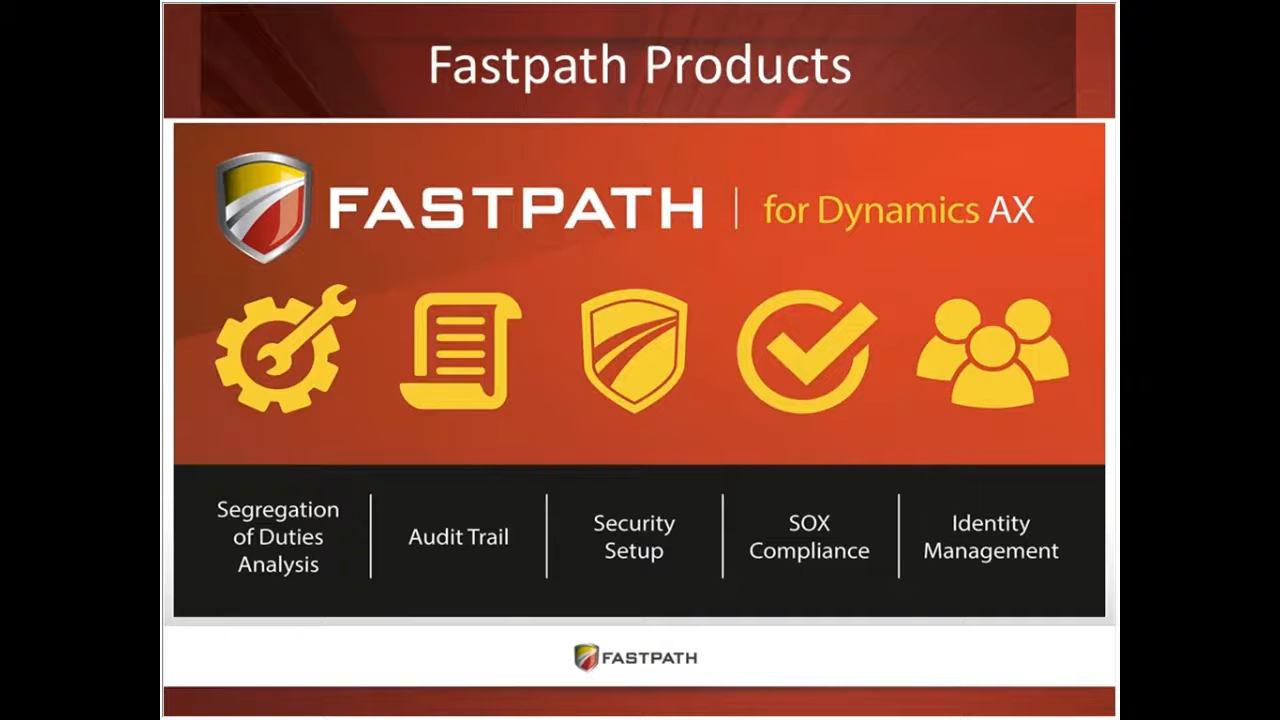 Fastpath Products
FASTPATH | for Dynamics AX
Segregation
of Duties
Analysis
Audit Trail
Security
Setup
SOX
Compliance
Identity
Management
FASTPATH